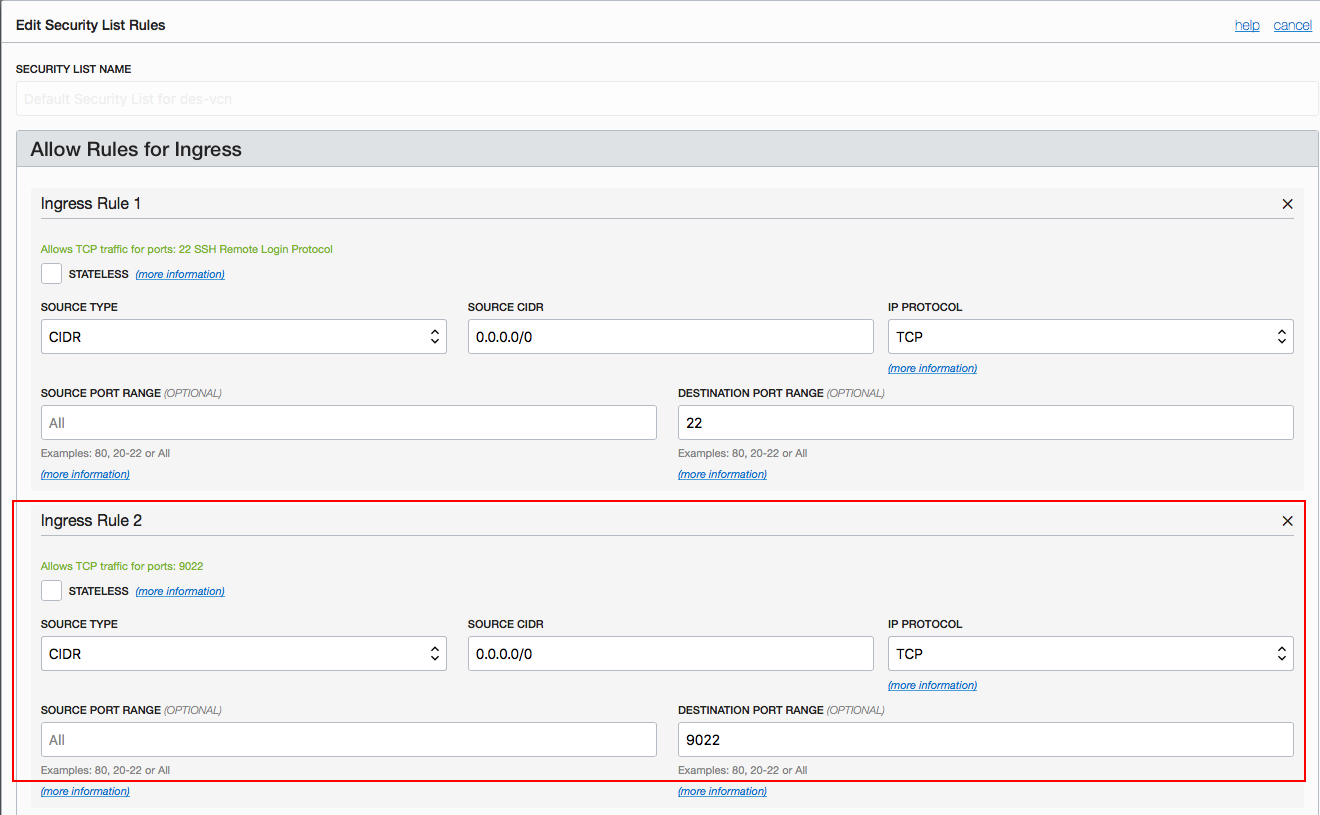 Edit Security List Rules help cancel
SECURITY LIST NAME
Default Security List for des-vcn
Allow Rules for Ingress
Ingress Rule 1
Allows TCP traffic for ports: 22 SSH Remote Login Protocol
STATELESS (more information)
SOURCE TYPE SOURCE CIDR IP PROTOCOL
CIDR 0.0.0.0/0 TCP
(more information)
SOURCE PORT RANGE (OPTIONAL) DESTINATION PORT RANGE (OPTIONAL)
All 22
Examples: 80, 20-22 or All Examples: 80, 20-22 or All
(more information) (more information)
Ingress Rule 2
Allows TCP traffic for ports: 9022
STATELESS (more information)
SOURCE TYPE SOURCE CIDR IP PROTOCOL
CIDR 0.0.0.0/0 TCP
(more information)
SOURCE PORT RANGE (OPTIONAL) DESTINATION PORT RANGE (OPTIONAL)
All 9022
Examples: 80, 20-22 or All Examples: 80, 20-22 or All
(more information) (more information)